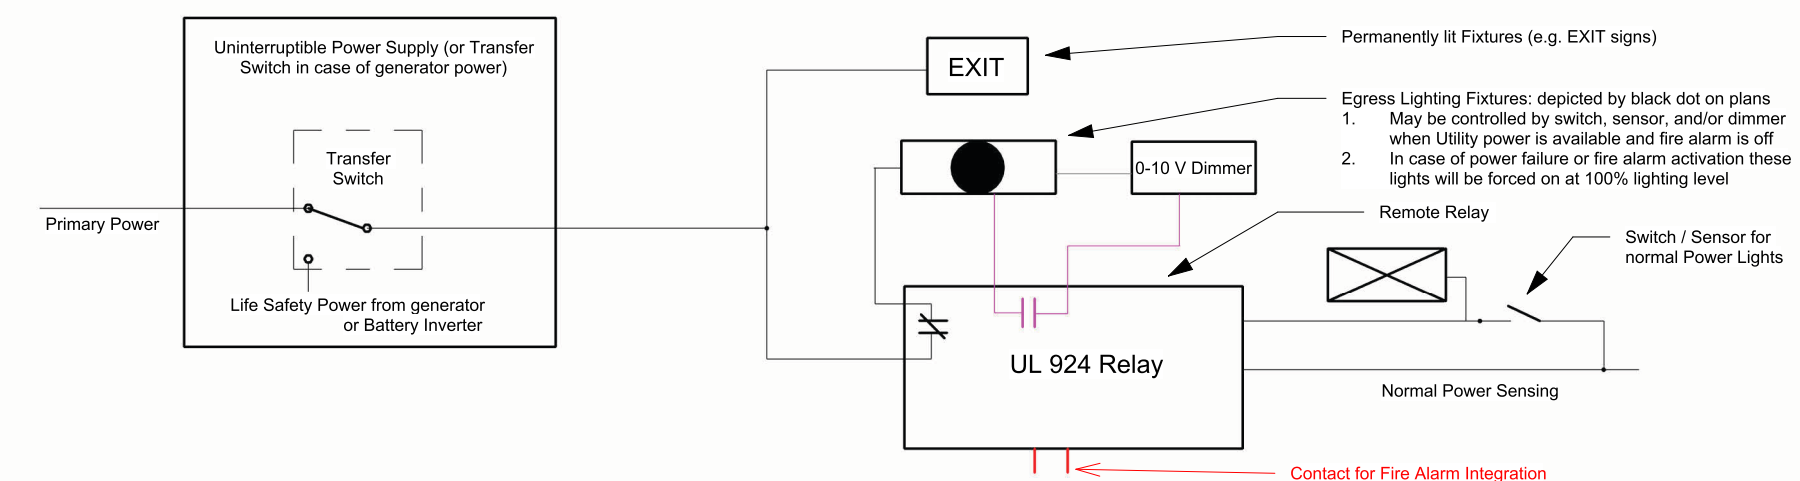 Uninterruptible Power Supply (or Transfer
Switch in case of generator power)
Transfer
Switch
Primary Power
Life Safety Power from generator
or Battery Inverter
EXIT
Permanently lit Fixtures (e.g. EXIT signs)
Egress Lighting Fixtures: depicted by black dot on plans
1. May be controlled by switch, sensor, and/or dimmer
when Utility power is available and fire alarm is off
2. In case of power failure or fire alarm activation these
lights will be forced on at 100% lighting level
0-10 V Dimmer
Remote Relay
Switch / Sensor for
normal Power Lights
UL 924 Relay
Normal Power Sensing
Contact for Fire Alarm Integration